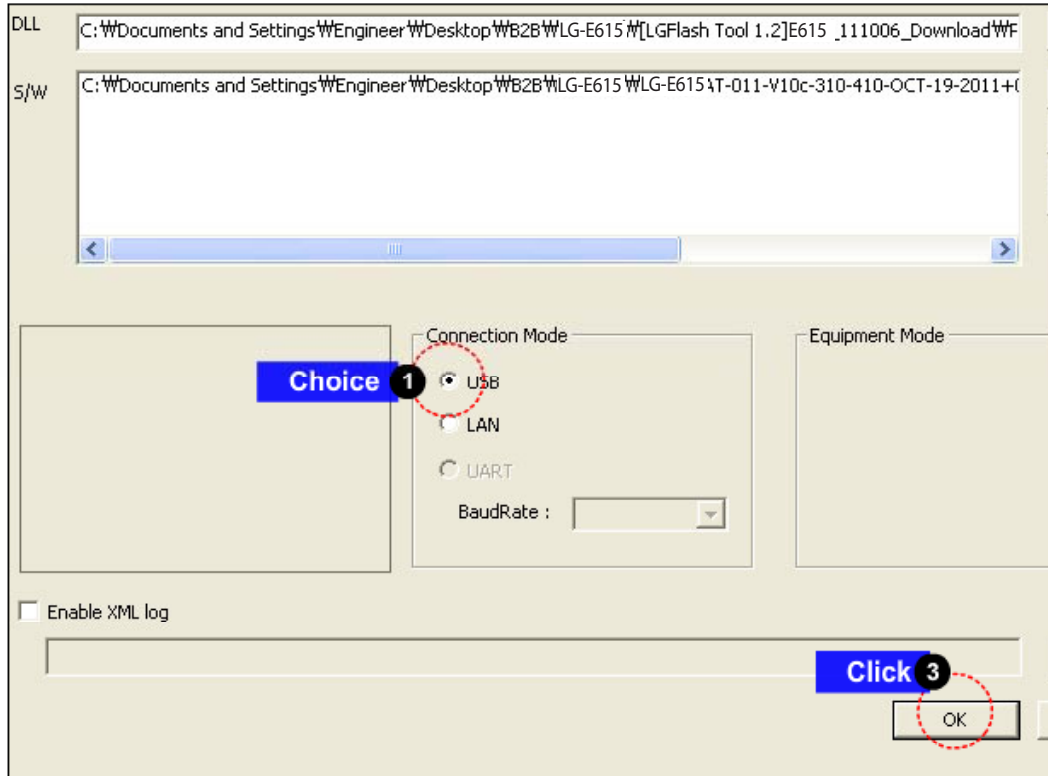 DLL
C:₩Documents and Settings₩Engineer₩Desktop₩B2B₩LG-E615₩[LGFlash Tool 1.2]E615 _111006_Download₩F
S/W
C:₩Documents and Settings₩Engineer₩Desktop₩B2B₩LG-E615₩LG-E615 AT-011-V10c-310-410-OCT-19-2011+0
Connection Mode
Equipment Mode
Choice 1
USB
LAN
UART
BaudRate :
Enable XML log
Click 3
OK